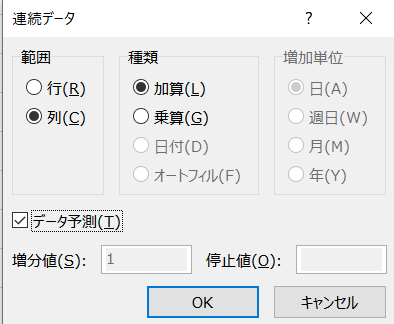 連続データ
? ×
範囲
行(R)
列(C)
種類
加算(L)
乗算(G)
日付(D)
オートフィル(F)
増加単位
日(A)
週日(W)
月(M)
年(Y)
データ予測(T)
増分値(S): 1 停止値(O):
OK キャンセル